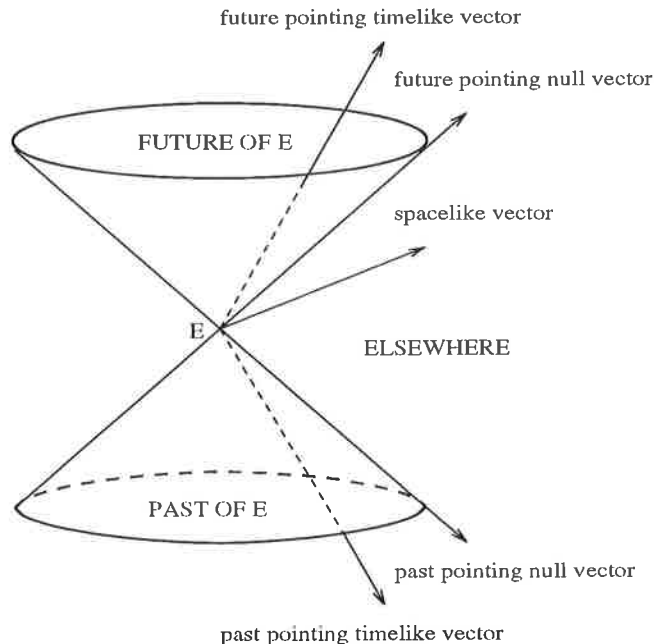 future pointing timelike vector
future pointing null vector
FUTURE OF E
spacelike vector
E
ELSEWHERE
PAST OF E
past pointing null vector
past pointing timelike vector